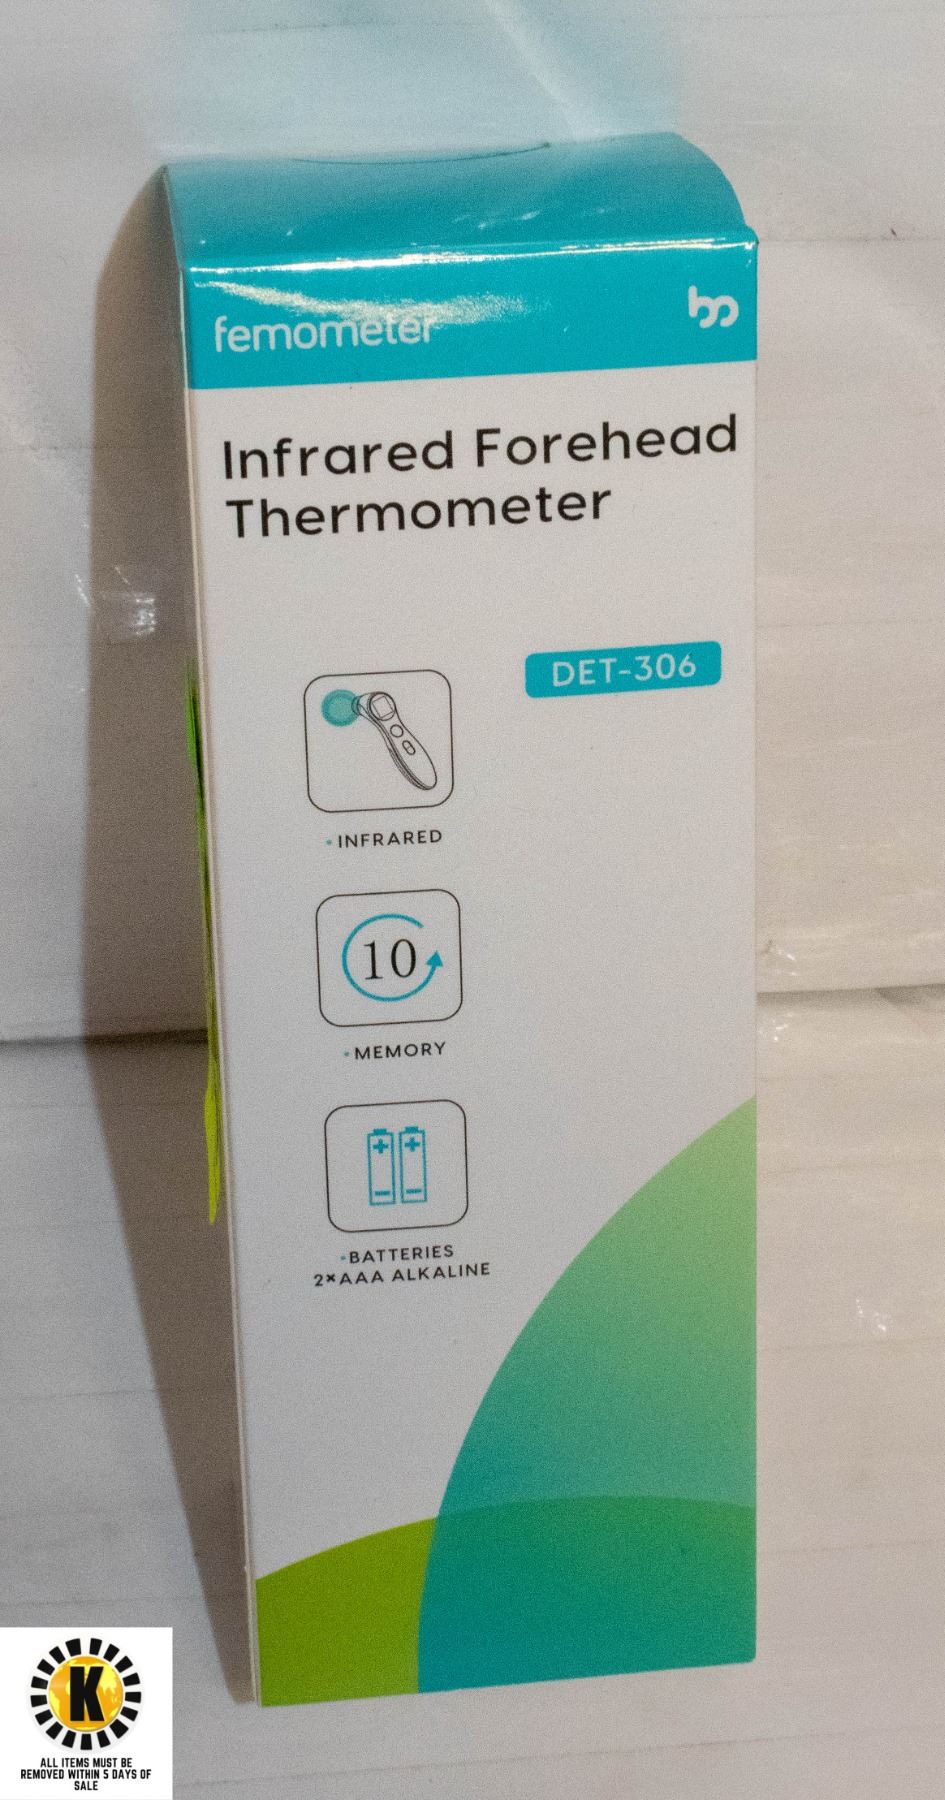 femometer
Infrared Forehead
Thermometer
DET-306
•INFRARED
10
•MEMORY
•BATTERIES
2×AAA ALKALINE
K
ALL ITEMS MUST BE
REMOVED WITHIN 5 DAYS OF
SALE